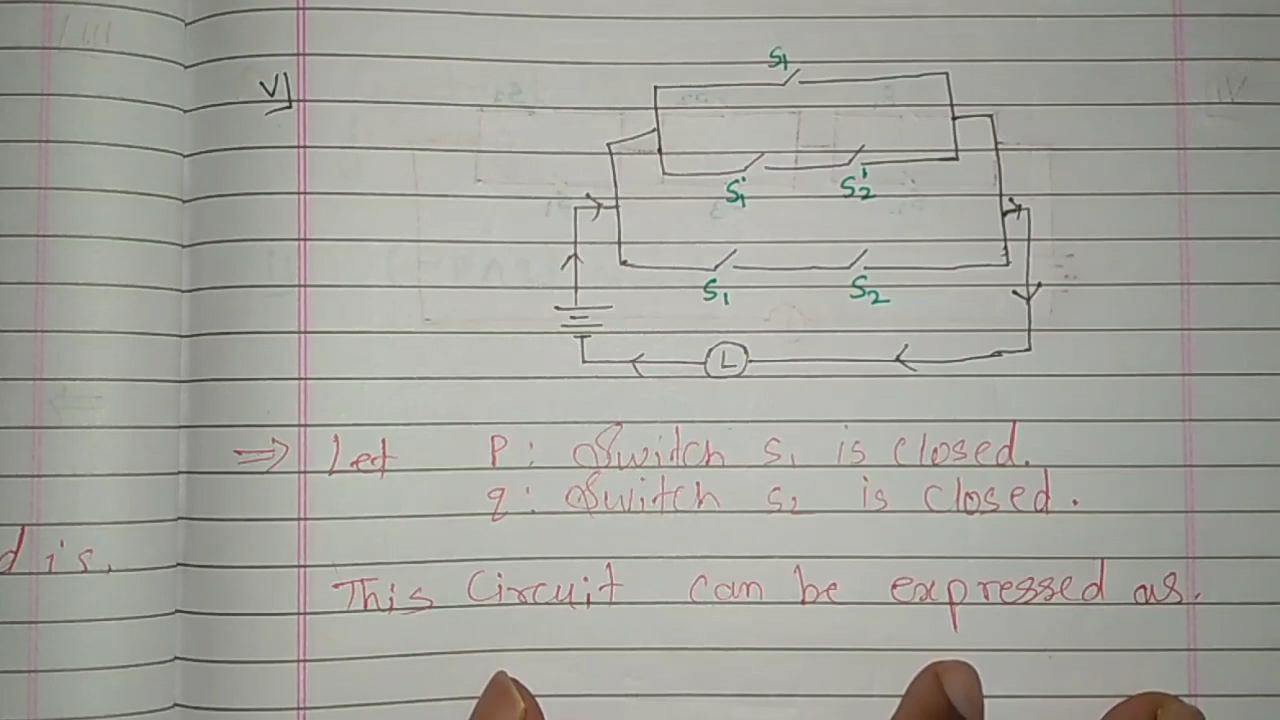 V]
S1
S1' S2'
S1 S2
L
=> Let P : Switch S1 is closed.
q : Switch S2 is closed.
d is.
This Circuit can be expressed as.